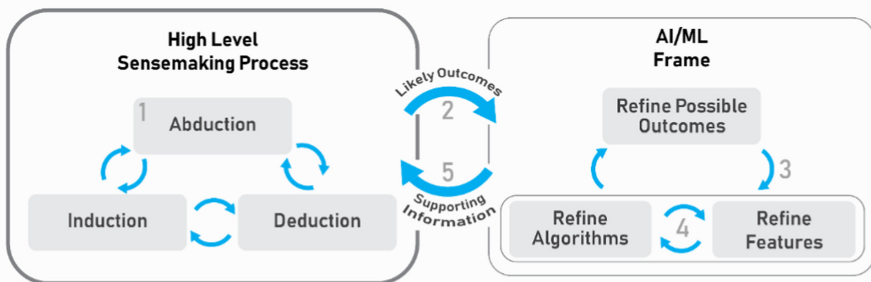 High Level
Sensemaking Process
1
Abduction
Induction
Deduction
Likely Outcomes
2
5
Supporting
Information
AI/ML
Frame
Refine Possible
Outcomes
3
Refine
Algorithms
4
Refine
Features